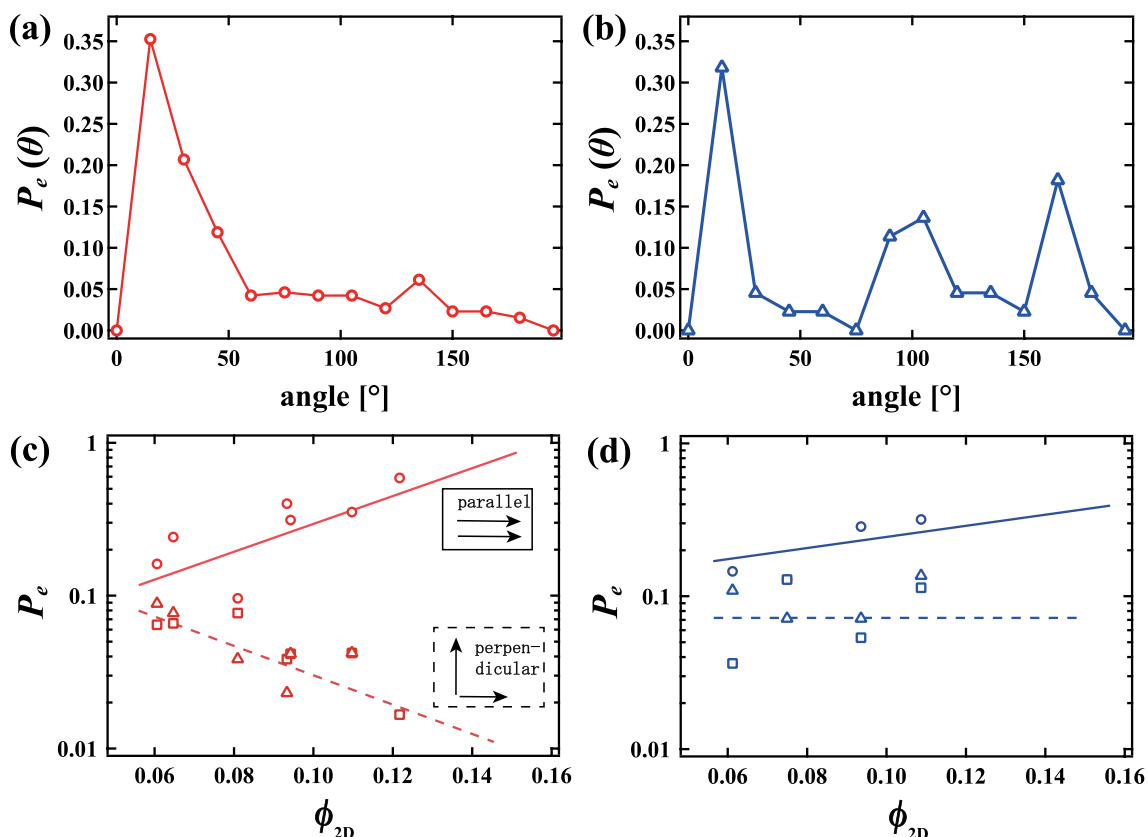 (a)
0.35
0.30
0.25
0.20
0.15
0.10
0.05
0.00
P_e (θ)
0
50
100
150
angle [°]
(b)
0.35
0.30
0.25
0.20
0.15
0.10
0.05
0.00
P_e (θ)
0
50
100
150
angle [°]
(c)
1
0.1
0.01
P_e
parallel
perpen-
dicular
0.06
0.08
0.10
0.12
0.14
0.16
ϕ_2D
(d)
1
0.1
0.01
P_e
0.06
0.08
0.10
0.12
0.14
0.16
ϕ_2D